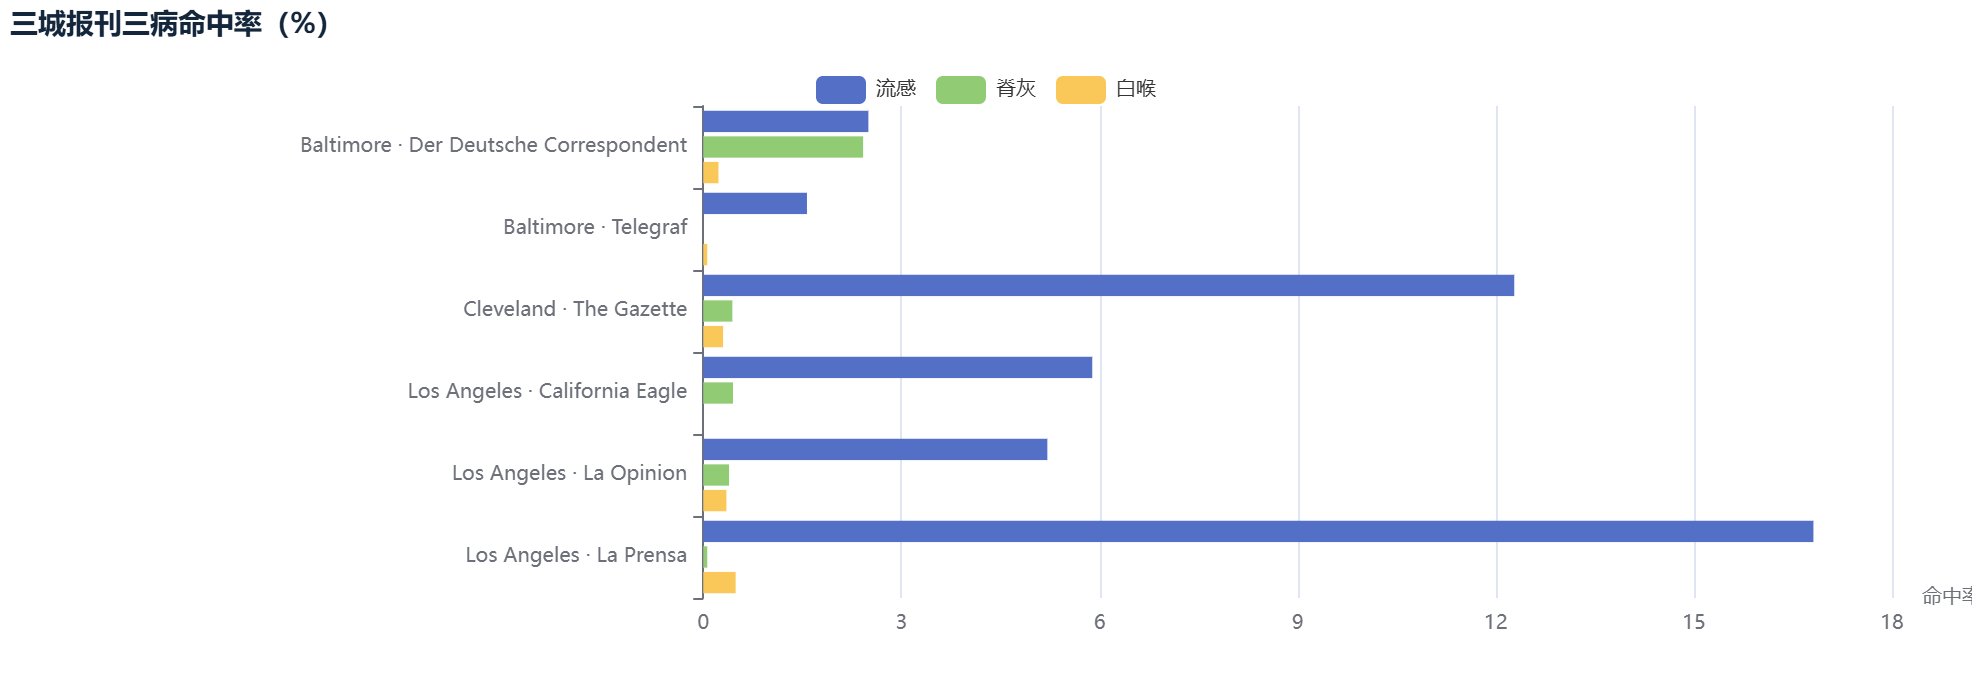 三城报刊三病命中率（%）
流感 脊灰 白喉
Baltimore · Der Deutsche Correspondent
Baltimore · Telegraf
Cleveland · The Gazette
Los Angeles · California Eagle
Los Angeles · La Opinion
Los Angeles · La Prensa
命中率
0 3 6 9 12 15 18